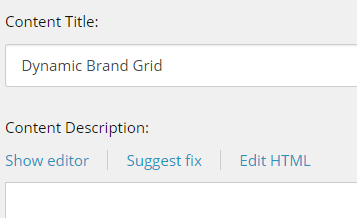 Content Title:
Dynamic Brand Grid
Content Description:
Show editor Suggest fix Edit HTML